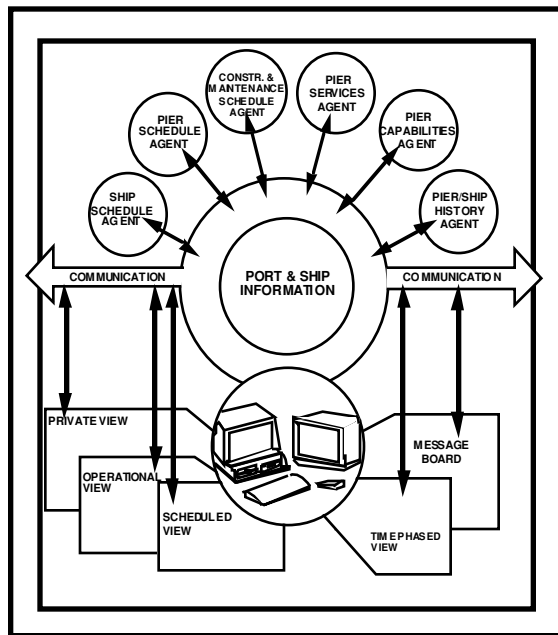 CONSTR. &
MAINTENANCE
SCHEDULE
AGENT
PIER
SERVICES
AGENT
PIER
SCHEDULE
AGENT
PIER
CAPABILITIES
AGENT
SHIP
SCHEDULE
AGENT
PIER/SHIP
HISTORY
AGENT
COMMUNICATION
PORT & SHIP
INFORMATION
COMMUNICATION
PRIVATE VIEW
OPERATIONAL
VIEW
SCHEDULED
VIEW
MESSAGE
BOARD
TIME PHASED
VIEW